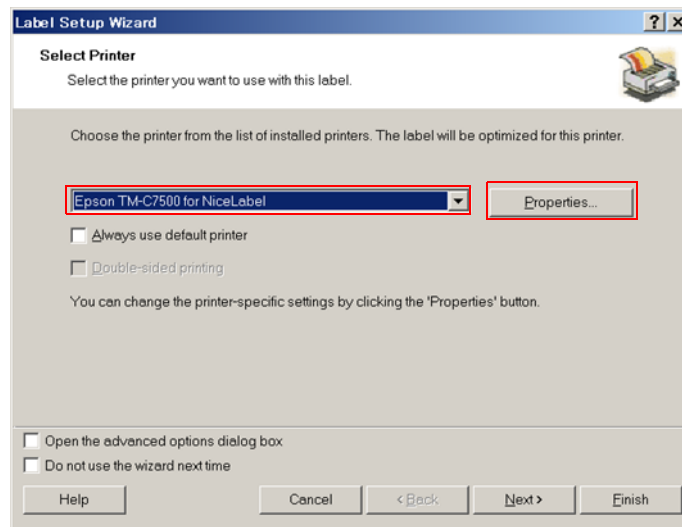 Label Setup Wizard
Select Printer
Select the printer you want to use with this label.
Choose the printer from the list of installed printers. The label will be optimized for this printer.
Epson TM-C7500 for NiceLabel
Properties...
Always use default printer
Double-sided printing
You can change the printer-specific settings by clicking the 'Properties' button.
Open the advanced options dialog box
Do not use the wizard next time
Help Cancel < Back Next > Finish